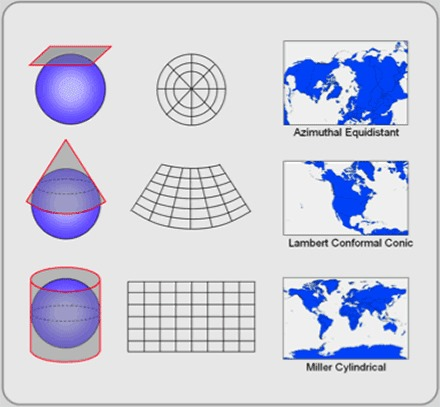 Azimuthal Equidistant
Lambert Conformal Conic
Miller Cylindrical